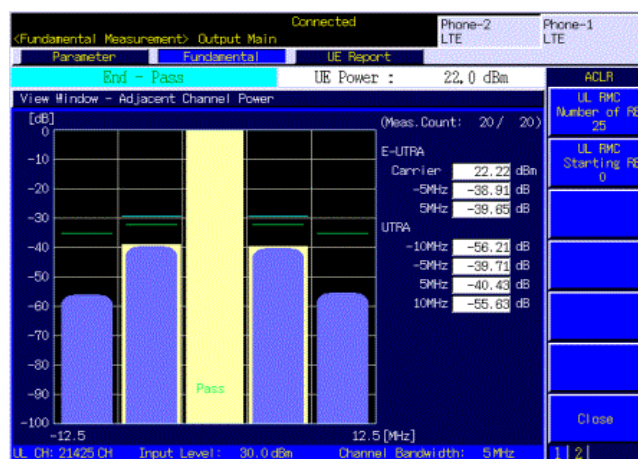 Connected
Phone-2
LTE
Phone-1
LTE
<Fundamental Measurement> Output Main
Parameter
Fundamental
UE Report
End - Pass
UE Power :
22.0 dBm
ACLR
View Window - Adjacent Channel Power
UL RMC
Number of RB
25
UL RMC
Starting RB
0
Close
1 2
[dB]
0
-10
-20
-30
-40
-50
-60
-70
-80
-90
-100
Pass
-12.5
12.5 [MHz]
(Meas.Count: 20/ 20)
E-UTRA
Carrier 22.22 dBm
-5MHz -38.91 dB
5MHz -39.65 dB
UTRA
-10MHz -56.21 dB
-5MHz -39.71 dB
5MHz -40.43 dB
10MHz -55.63 dB
UL CH: 21425 CH Input Level: 30.0 dBm Channel Bandwidth: 5MHz